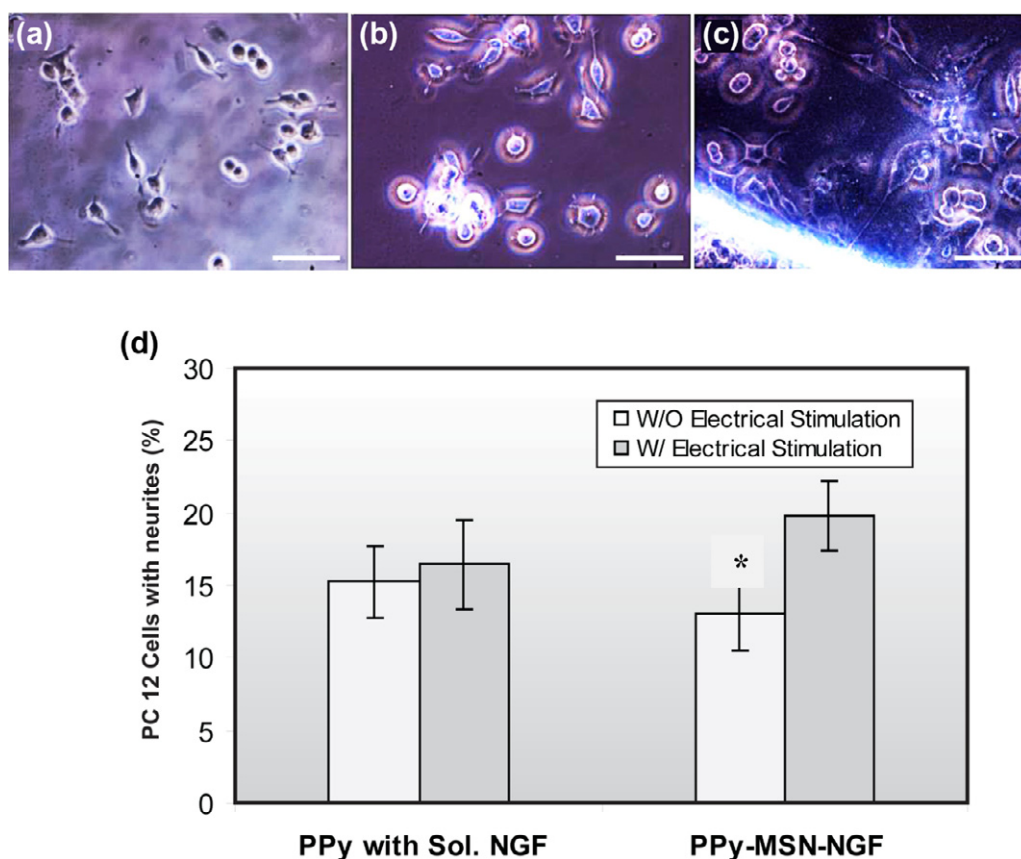 (a)
(b)
(c)
(d)
PC 12 Cells with neurites (%)
30
25
20
15
10
5
0
W/O Electrical Stimulation
W/ Electrical Stimulation
*
PPy with Sol. NGF
PPy-MSN-NGF